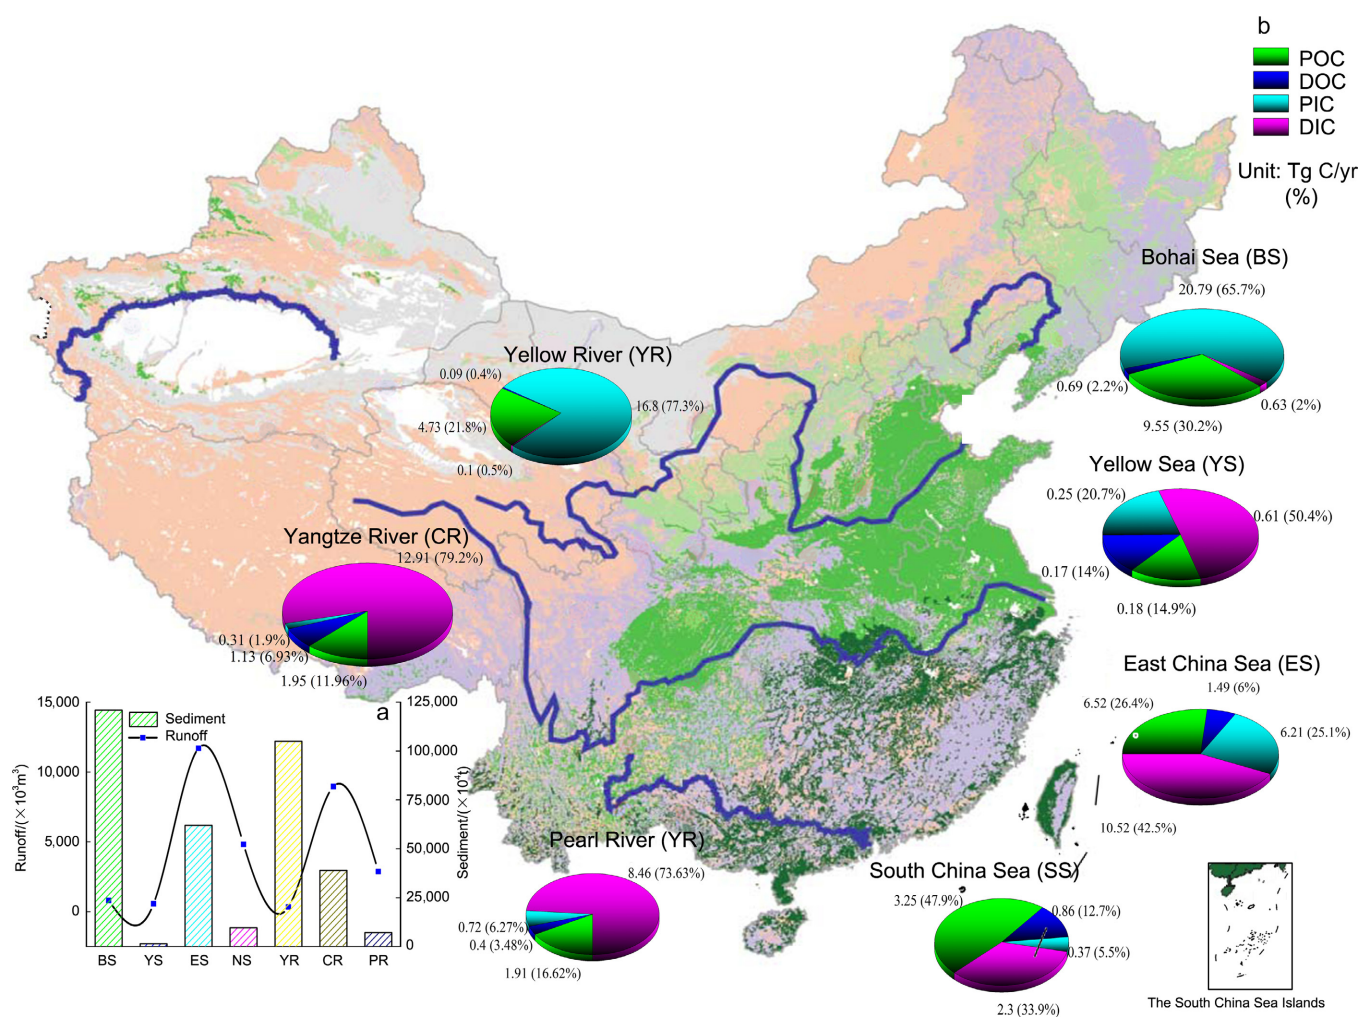 b
POC
DOC
PIC
DIC
Unit: Tg C/yr
(%)
Bohai Sea (BS)
20.79 (65.7%)
0.69 (2.2%)
0.63 (2%)
9.55 (30.2%)
Yellow River (YR)
0.09 (0.4%)
16.8 (77.3%)
4.73 (21.8%)
0.1 (0.5%)
Yellow Sea (YS)
0.25 (20.7%)
0.61 (50.4%)
0.17 (14%)
0.18 (14.9%)
Yangtze River (CR)
12.91 (79.2%)
0.31 (1.9%)
1.13 (6.93%)
1.95 (11.96%)
East China Sea (ES)
1.49 (6%)
6.52 (26.4%)
6.21 (25.1%)
10.52 (42.5%)
Pearl River (YR)
8.46 (73.63%)
0.72 (6.27%)
0.4 (3.48%)
1.91 (16.62%)
South China Sea (SS)
3.25 (47.9%)
0.86 (12.7%)
0.37 (5.5%)
2.3 (33.9%)
The South China Sea Islands
a
Sediment
Runoff
15,000
10,000
5,000
0
Runoff/(×10³m³)
125,000
100,000
75,000
50,000
25,000
0
Sediment/(×10⁴t)
BS YS ES NS YR CR PR